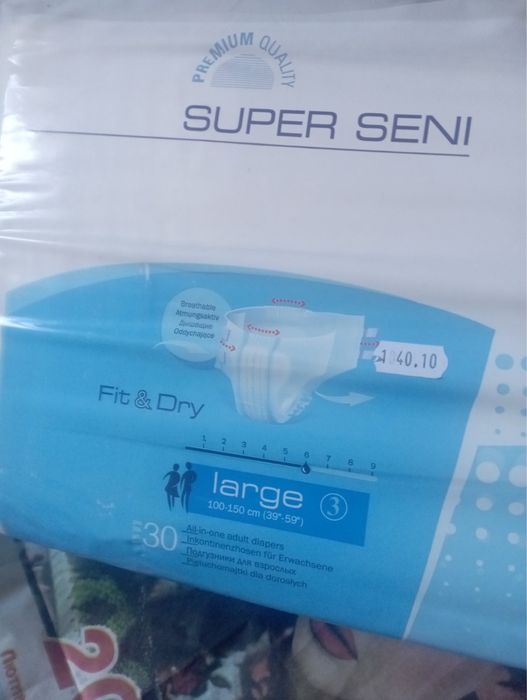 PREMIUM QUALITY
SUPER SENI
Breathable
Atmungsaktiv
Дышащие
Oddychające
1 40.10
Fit & Dry
1 2 3 4 5 6 7 8 9
large 3
100-150 cm (39"-59")
30
All-in-one adult diapers
Inkontinenzhosen für Erwachsene
Подгузники для взрослых
Pieluchomajtki dla dorosłych